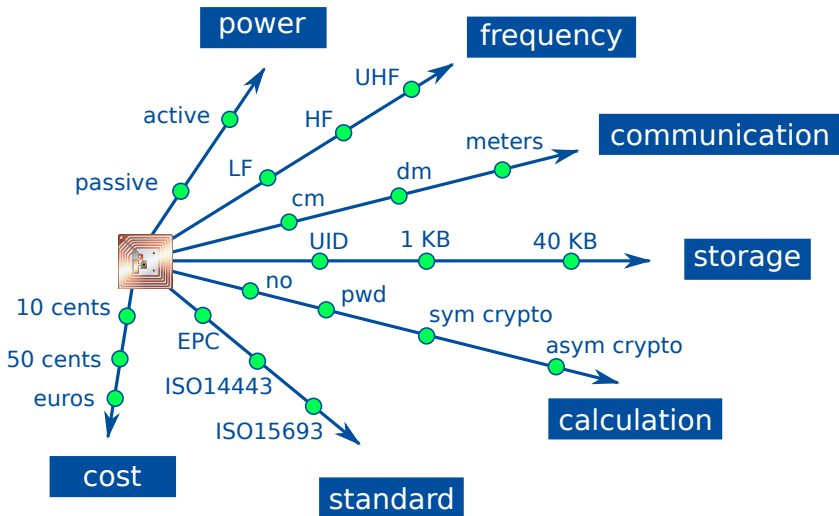 power
frequency
UHF
active
HF
communication
meters
LF
dm
passive
cm
UID
1 KB
40 KB
storage
no
pwd
10 cents
sym crypto
EPC
asym crypto
50 cents
ISO14443
euros
calculation
ISO15693
cost
standard